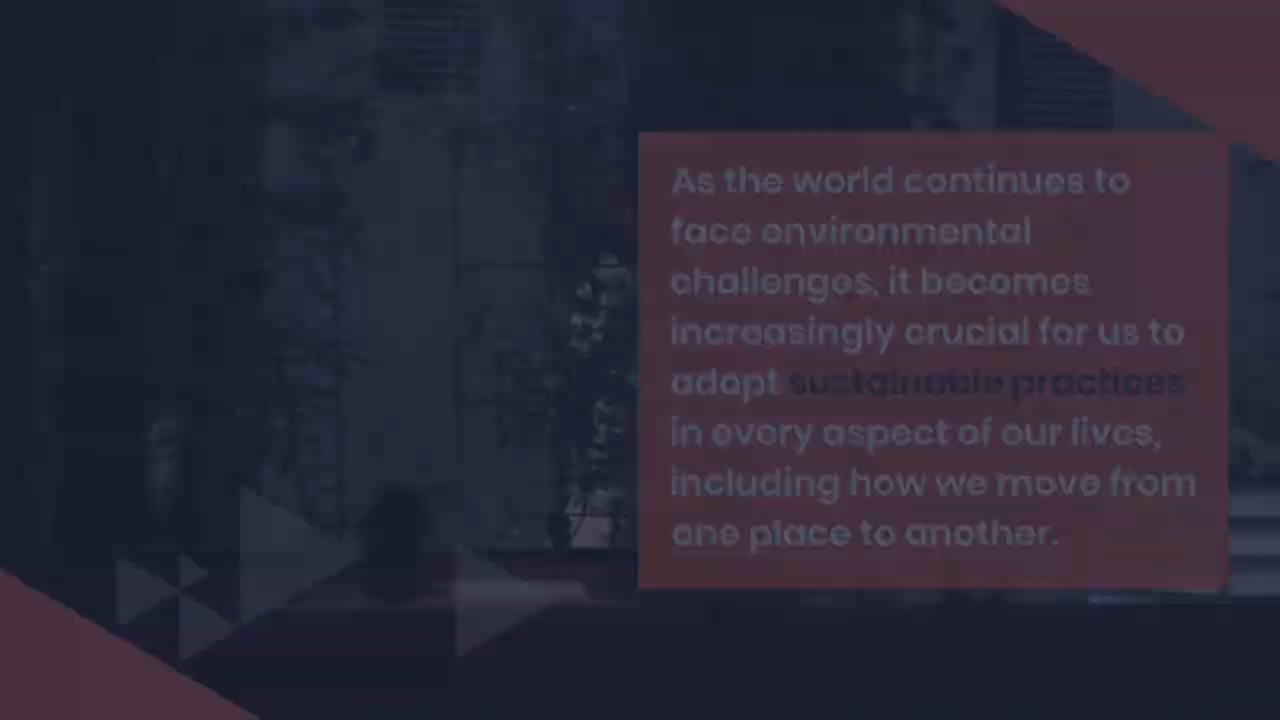 As the world continues to
face environmental
challenges, it becomes
increasingly crucial for us to
adopt sustainable practices
in every aspect of our lives,
including how we move from
one place to another.